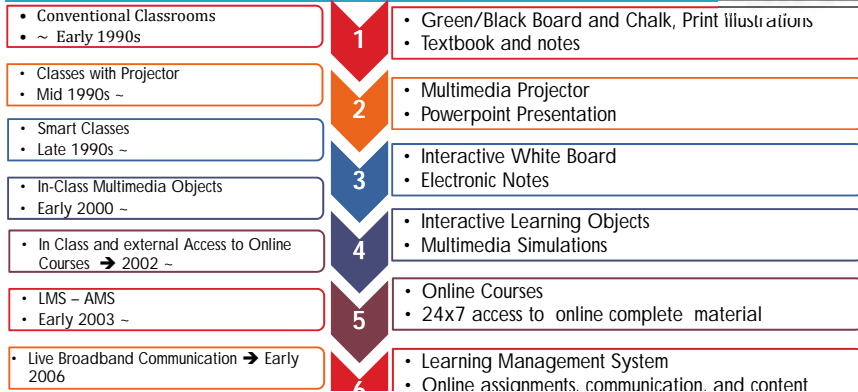 • Conventional Classrooms
• ~ Early 1990s
1
• Green/Black Board and Chalk, Print Illustrations
• Textbook and notes
• Classes with Projector
• Mid 1990s ~
2
• Multimedia Projector
• Powerpoint Presentation
• Smart Classes
• Late 1990s ~
3
• Interactive White Board
• Electronic Notes
• In-Class Multimedia Objects
• Early 2000 ~
4
• Interactive Learning Objects
• Multimedia Simulations
• In Class and external Access to Online
Courses ➔ 2002 ~
5
• Online Courses
• 24x7 access to online complete material
• LMS – AMS
• Early 2003 ~
6
• Learning Management System
• Online assignments, communication, and content
• Live Broadband Communication ➔ Early
2006